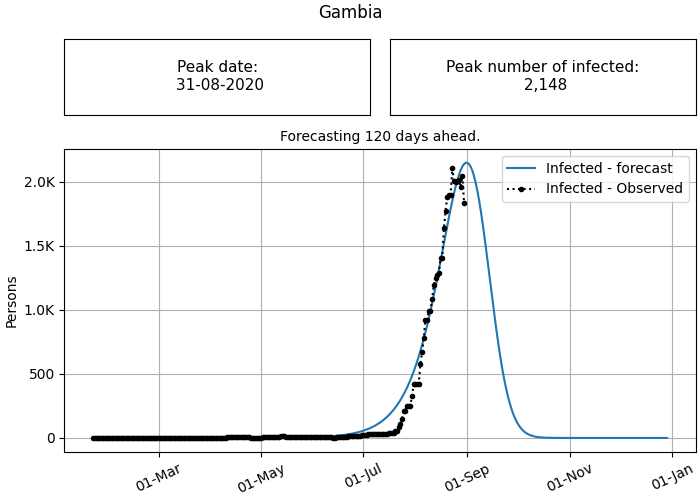 Gambia
Peak date:
31-08-2020
Peak number of infected:
2,148
Forecasting 120 days ahead.
Infected - forecast
Infected - Observed
2.0K
1.5K
1.0K
500
0
Persons
01-Mar
01-May
01-Jul
01-Sep
01-Nov
01-Jan